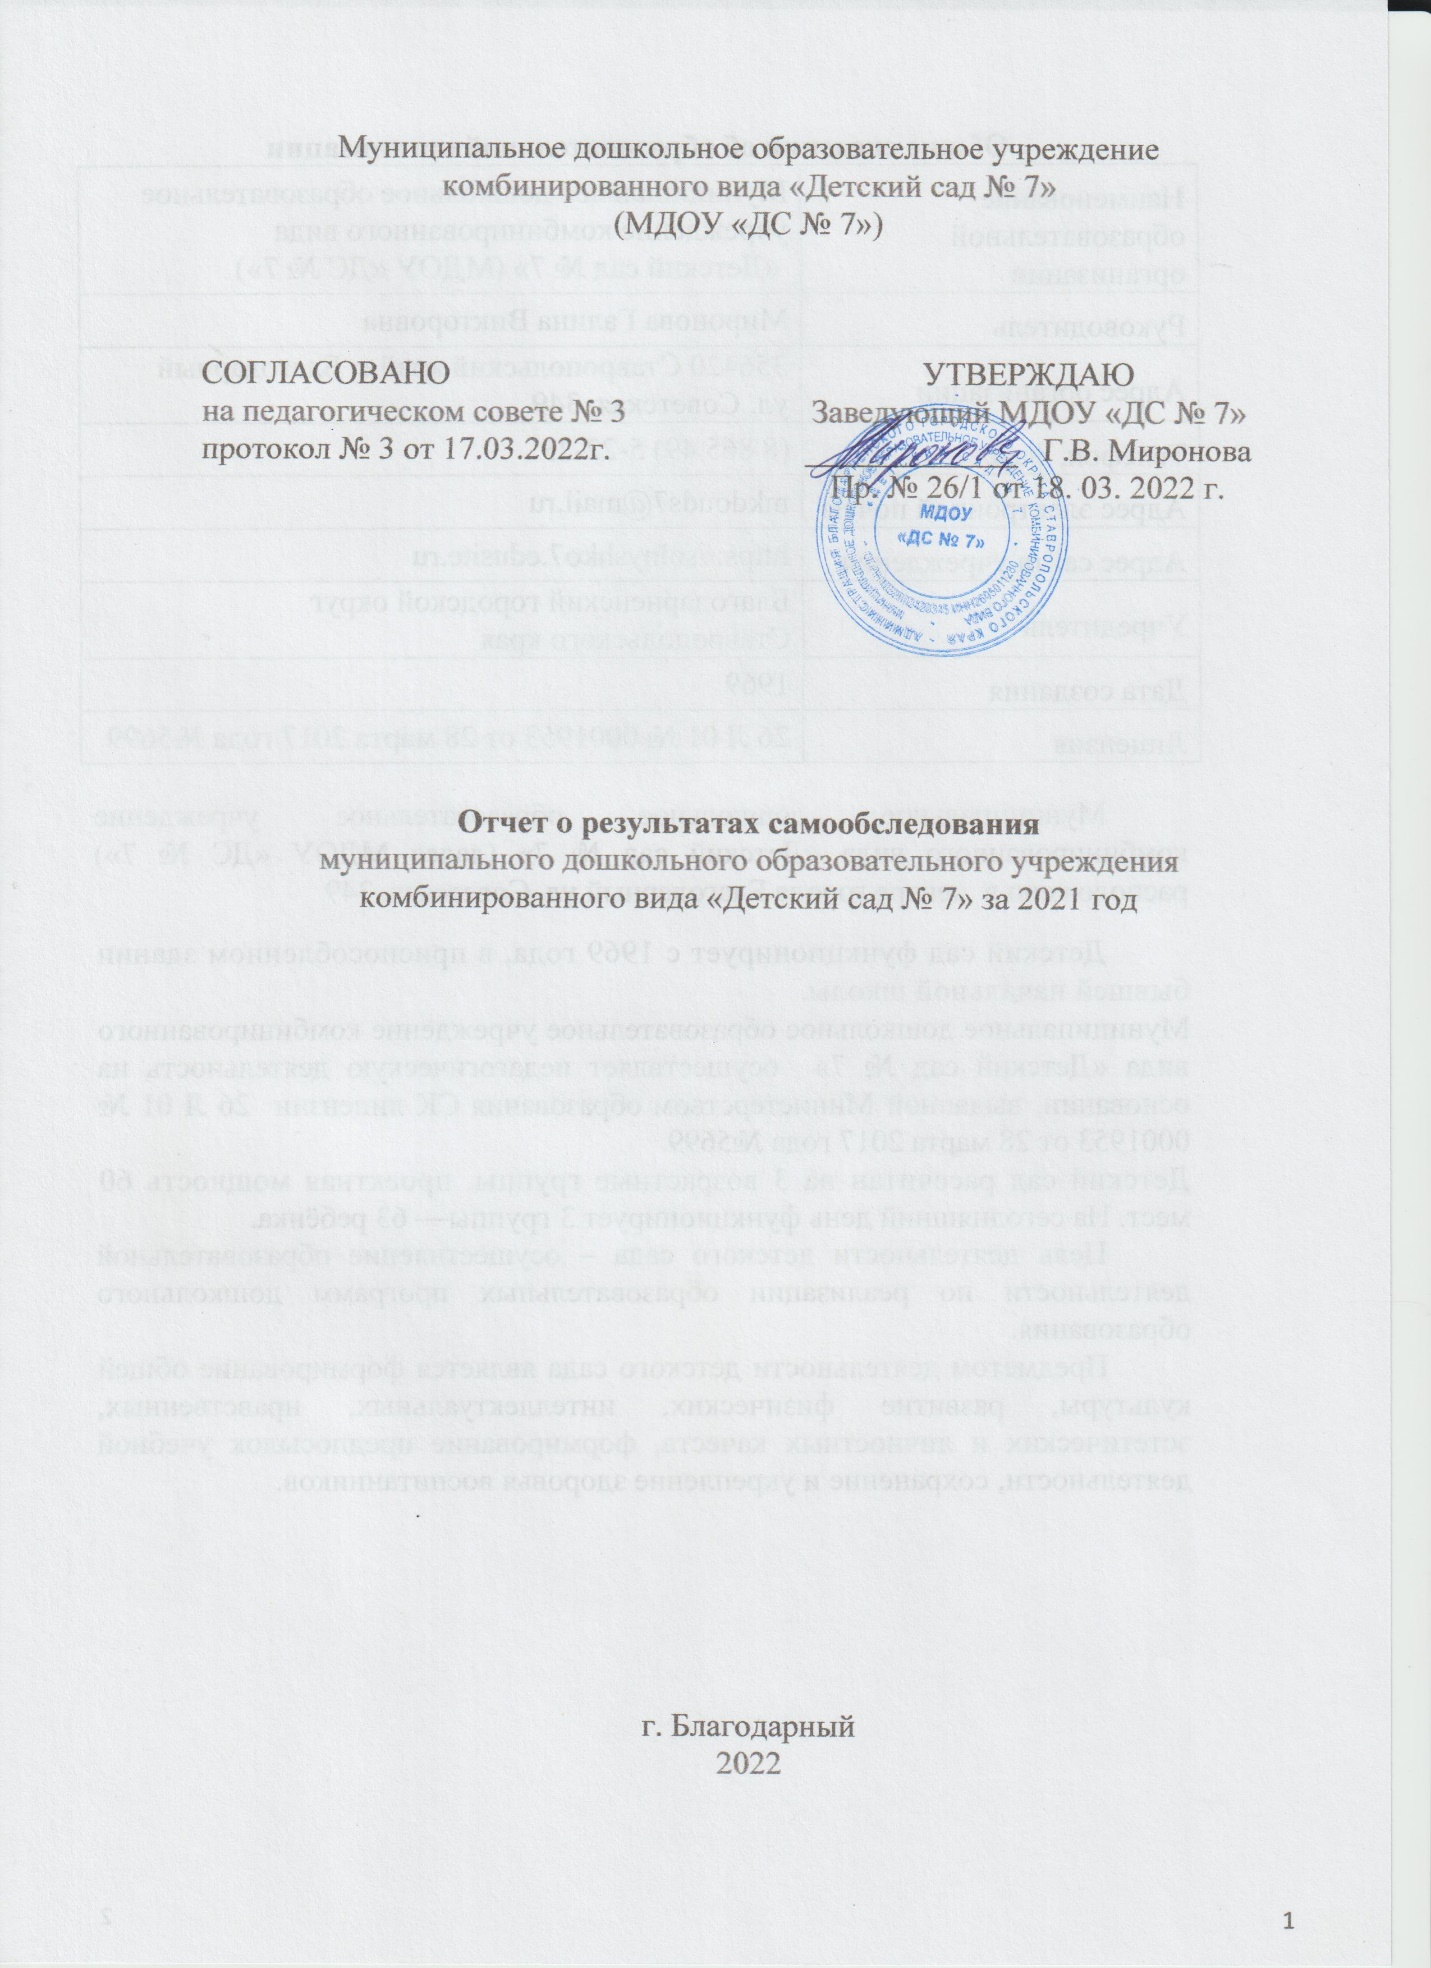 Муниципальное дошкольное образовательное учреждение
комбинированного вида «Детский сад № 7»
(МДОУ «ДС № 7»)
СОГЛАСОВАНО
на педагогическом совете № 3
протокол № 3 от 17.03.2022г.
УТВЕРЖДАЮ
Заведующий МДОУ «ДС № 7»
Г.В. Миронова
Пр. № 26/1 от 18. 03. 2022 г.
МДОУ
«ДС № 7»
Отчет о результатах самообследования
муниципального дошкольного образовательного учреждения
комбинированного вида «Детский сад № 7» за 2021 год
г. Благодарный
2022
1